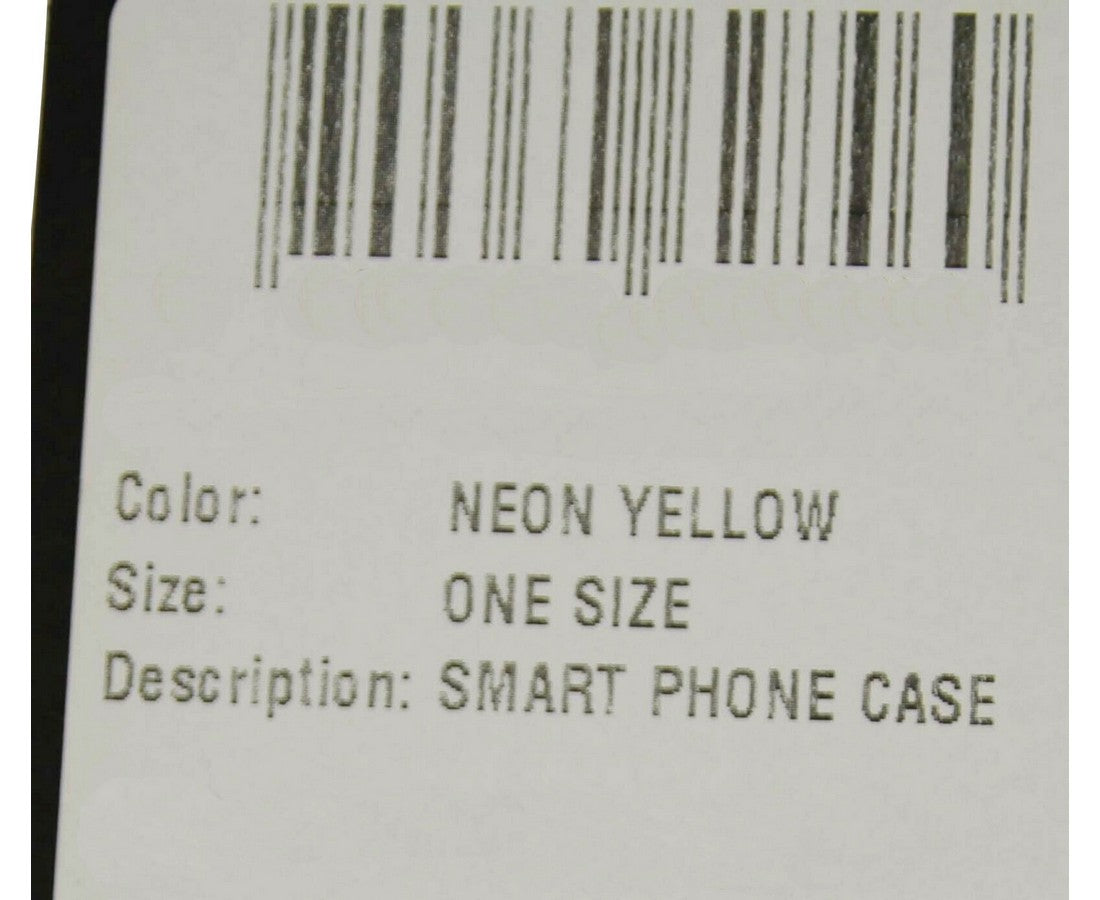 Color: NEON YELLOW
Size: ONE SIZE
Description: SMART PHONE CASE